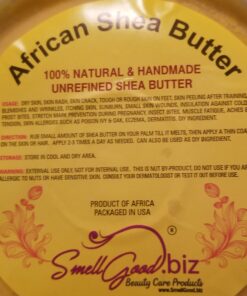 African Shea Butter
100% NATURAL & HANDMADE
UNREFINED SHEA BUTTER
USAGE: DRY SKIN, SKIN RASH, SKIN CRACK, TOUGH OR ROUGH SKIN ON FEET, SKIN PEELING AFTER TANNING,
BLEMISHES AND WRINKLES, ITCHING SKIN, SUNBURN, SMALL SKIN WOUNDS, INSULATION AGAINST COLD
FROST BITES, STRETCH MARK PREVENTION DURING PREGNANCY, INSECT BITES, MUSCLE FATIGUE, ACHES
TENSION, SKIN ALLERGIES SUCH AS POISON IVY & OAK, ECZEMA, DERMATITIS, DRY
DIRECTION: RUB SMALL AMOUNT OF SHEA BUTTER ON YOUR PALM TILL IT MELTS, THEN APPLY A THIN COAT
ON THE SKIN OR HAIR. APPLY 2-3 TIMES A DAY AS NEEDED. CAN ALSO BE USED AS DIY INGREDIENT.
STORAGE: STORE IN COOL AND DRY AREA.
WARNING: EXTERNAL USE ONLY. NOT FOR INTERNAL USE. THIS IS NUT BY-PRODUCT, DO NOT USE IF YOU
ALLERGIC TO NUTS OR HAVE SENSITIVE SKIN. CONSULT YOUR DERMATOLOGIST OR TEST IT OUT BEFORE USE.
PRODUCT OF AFRICA
PACKAGED IN USA
SmellGood.biz ®
Beauty Care Products
www.SmellGood.biz